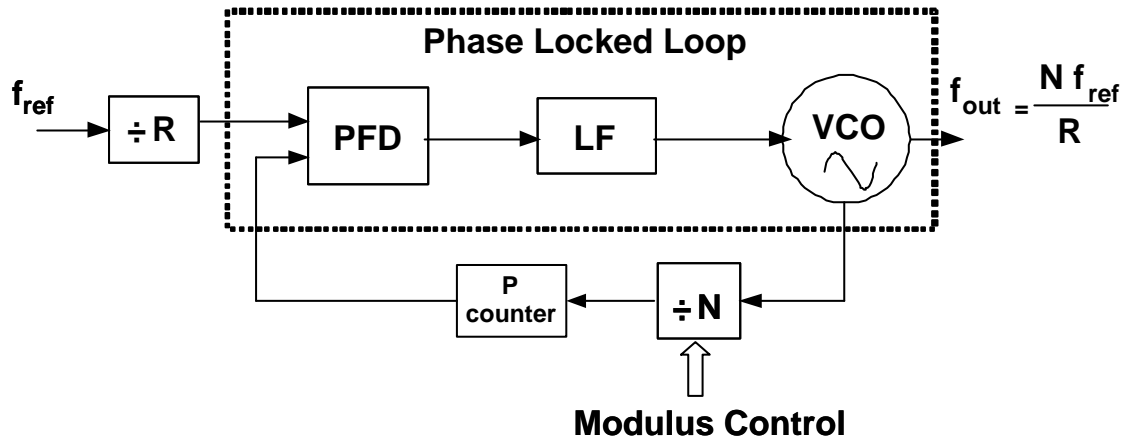 Phase Locked Loop
f_ref
÷ R
PFD
LF
VCO
f_out = N f_ref / R
P
counter
÷ N
Modulus Control